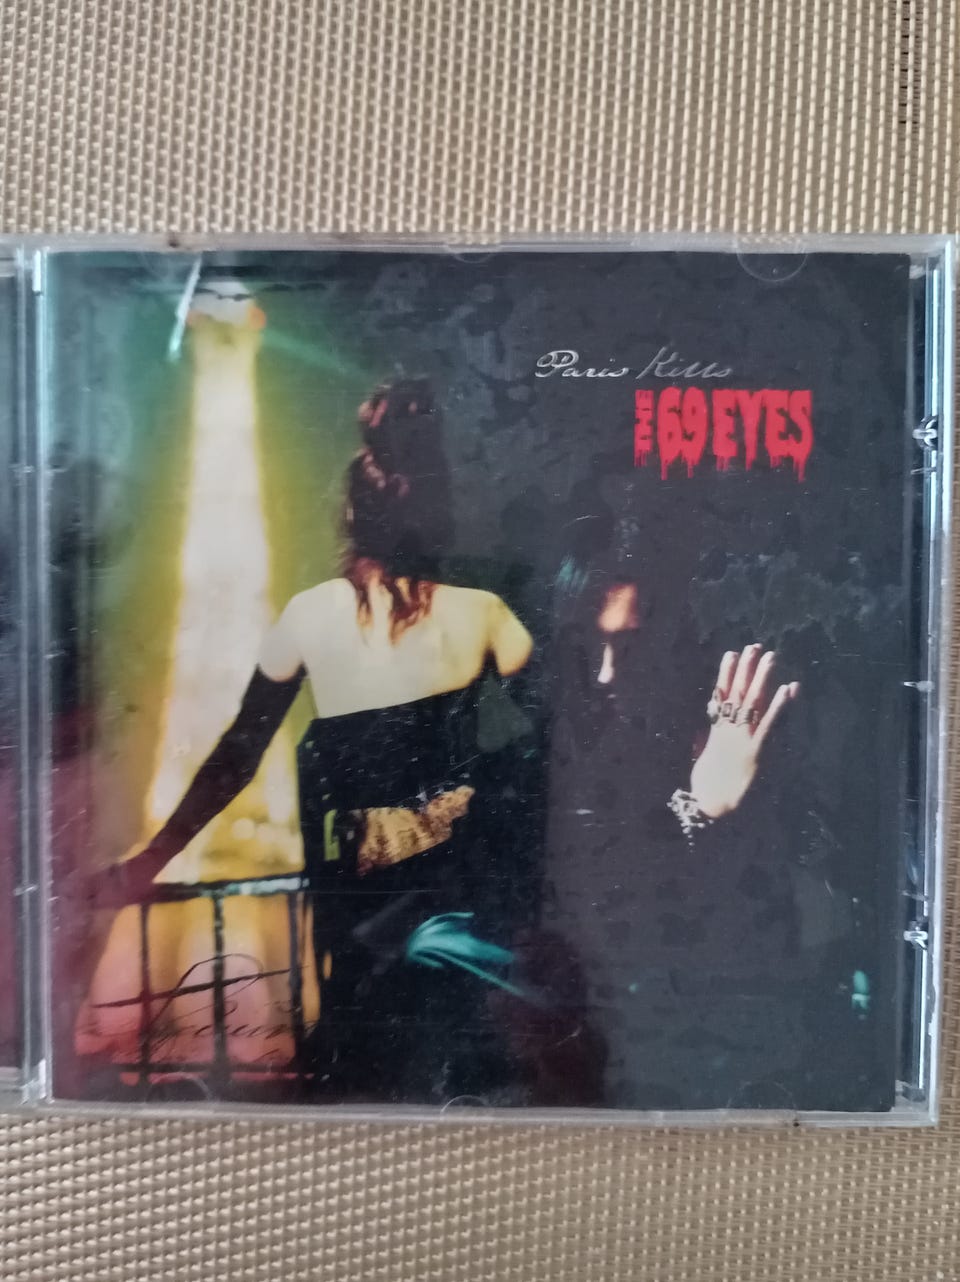 Paris Kills
THE 69 EYES